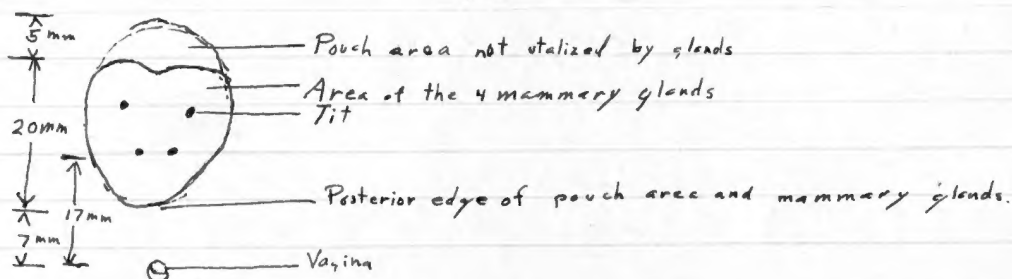 5 mm
Pouch area not utalized by glands
Area of the 4 mammary glands
Tit
20mm
Posterior edge of pouch area and mammary glands.
17mm
7 mm
Vagina